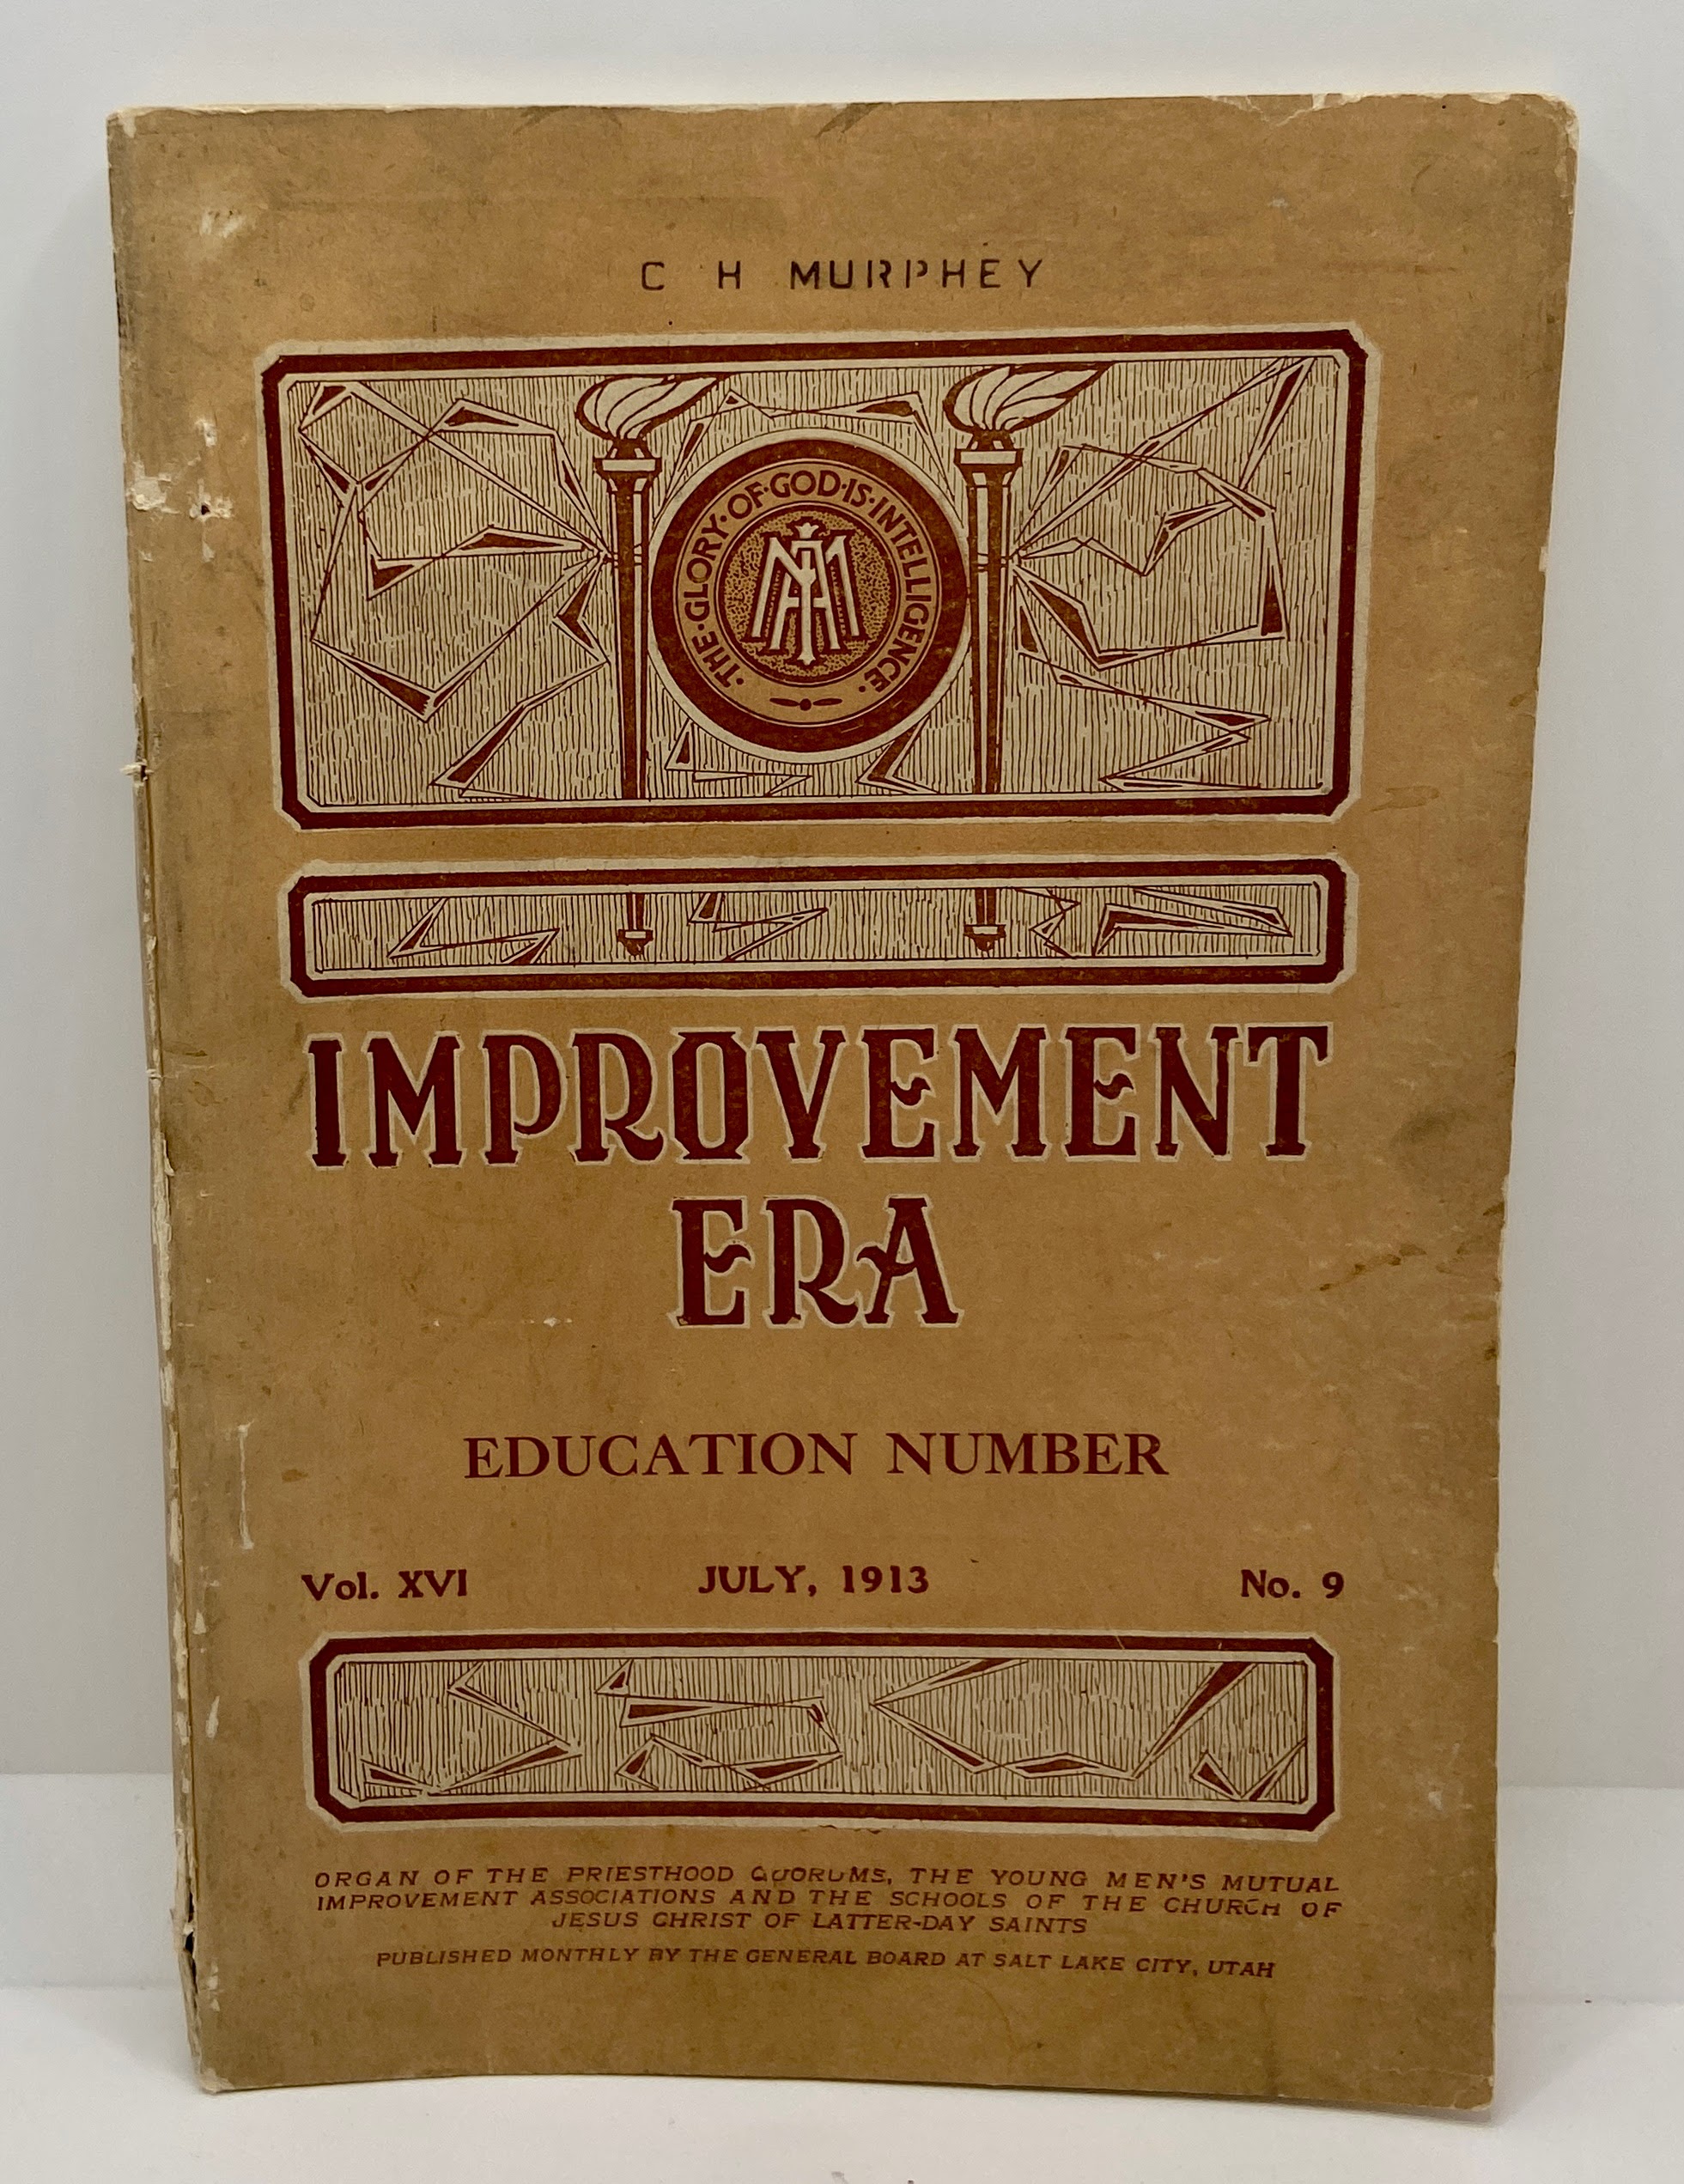 C H MURPHEY
·THE·GLORY·OF·GOD·IS·INTELLIGENCE·
YMIA
IMPROVEMENT
ERA
EDUCATION NUMBER
Vol. XVI JULY, 1913 No. 9
ORGAN OF THE PRIESTHOOD QUORUMS, THE YOUNG MEN'S MUTUAL
IMPROVEMENT ASSOCIATIONS AND THE SCHOOLS OF THE CHURCH OF
JESUS CHRIST OF LATTER-DAY SAINTS
PUBLISHED MONTHLY BY THE GENERAL BOARD AT SALT LAKE CITY, UTAH